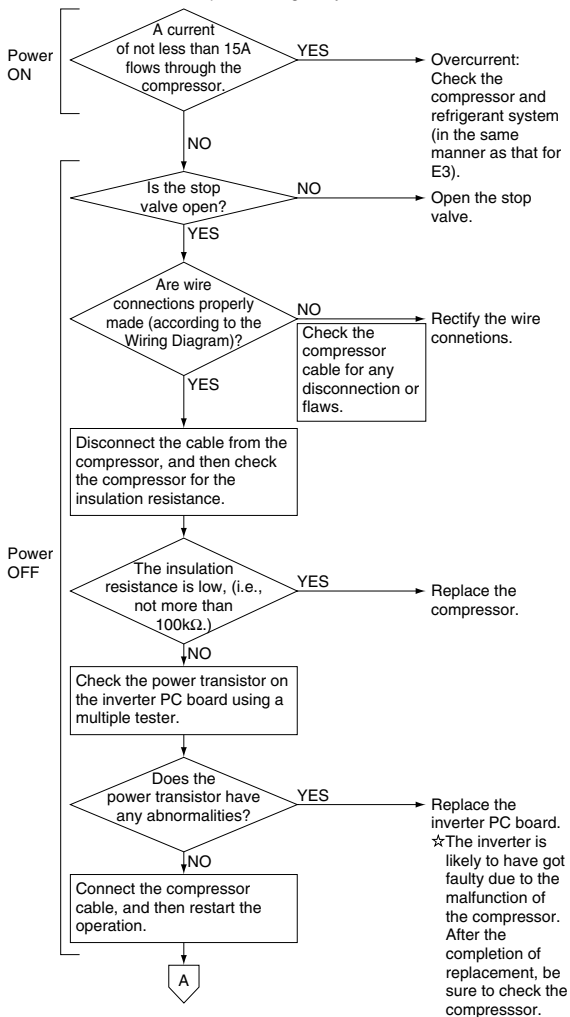 Power
ON
A current
of not less than 15A
flows through the
compressor.
YES
Overcurrent:
Check the
compressor and
refrigerant system
(in the same
manner as that for
E3).
NO
Is the stop
valve open?
NO
Open the stop
valve.
YES
Are wire
connections properly
made (according to the
Wiring Diagram)?
NO
Rectify the wire
connetions.
Check the
compressor
cable for any
disconnection or
flaws.
YES
Disconnect the cable from the
compressor, and then check
the compressor for the
insulation resistance.
Power
OFF
The insulation
resistance is low, (i.e.,
not more than
100kΩ.)
YES
Replace the
compressor.
NO
Check the power transistor on
the inverter PC board using a
multiple tester.
Does the
power transistor have
any abnormalities?
YES
Replace the
inverter PC board.
☆The inverter is
likely to have got
faulty due to the
malfunction of
the compressor.
After the
completion of
replacement, be
sure to check the
compresssor.
NO
Connect the compressor
cable, and then restart the
operation.
A